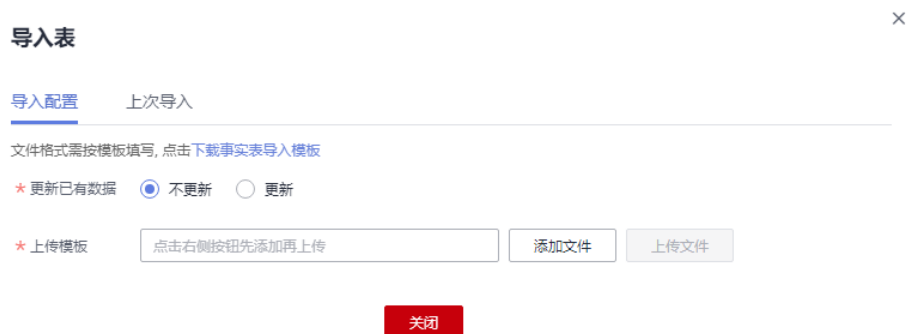 导入表
导入配置 上次导入
文件格式需按模板填写, 点击下载事实表导入模板
* 更新已有数据 不更新 更新
* 上传模板 点击右侧按钮先添加再上传 添加文件 上传文件
关闭